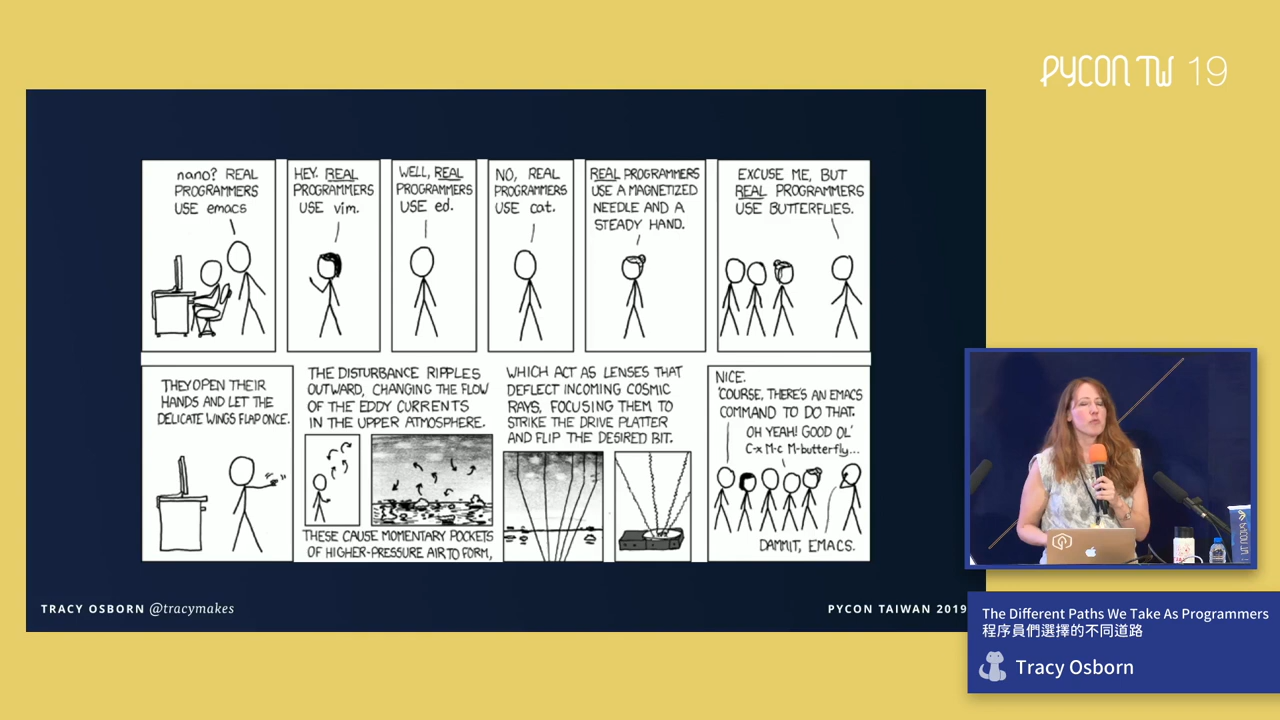 PYCON TW 19
nano? REAL
PROGRAMMERS
USE emacs
HEY. REAL
PROGRAMMERS
USE vim.
WELL, REAL
PROGRAMMERS
USE ed.
NO, REAL
PROGRAMMERS
USE cat.
REAL PROGRAMMERS
USE A MAGNETIZED
NEEDLE AND A
STEADY HAND.
EXCUSE ME, BUT
REAL PROGRAMMERS
USE BUTTERFLIES.
THEY OPEN THEIR
HANDS AND LET THE
DELICATE WINGS FLAP ONCE.
THE DISTURBANCE RIPPLES
OUTWARD, CHANGING THE FLOW
OF THE EDDY CURRENTS
IN THE UPPER ATMOSPHERE.
THESE CAUSE MOMENTARY POCKETS
OF HIGHER-PRESSURE AIR TO FORM,
WHICH ACT AS LENSES THAT
DEFLECT INCOMING COSMIC
RAYS, FOCUSING THEM TO
STRIKE THE DRIVE PLATTER
AND FLIP THE DESIRED BIT.
NICE.
'COURSE, THERE'S AN EMACS
COMMAND TO DO THAT.
OH YEAH! GOOD OL'
C-x M-c M-butterfly...
DAMMIT, EMACS.
TRACY OSBORN @tracymakes
PYCON TAIWAN 2019
The Different Paths We Take As Programmers
程序員們選擇的不同道路
Tracy Osborn